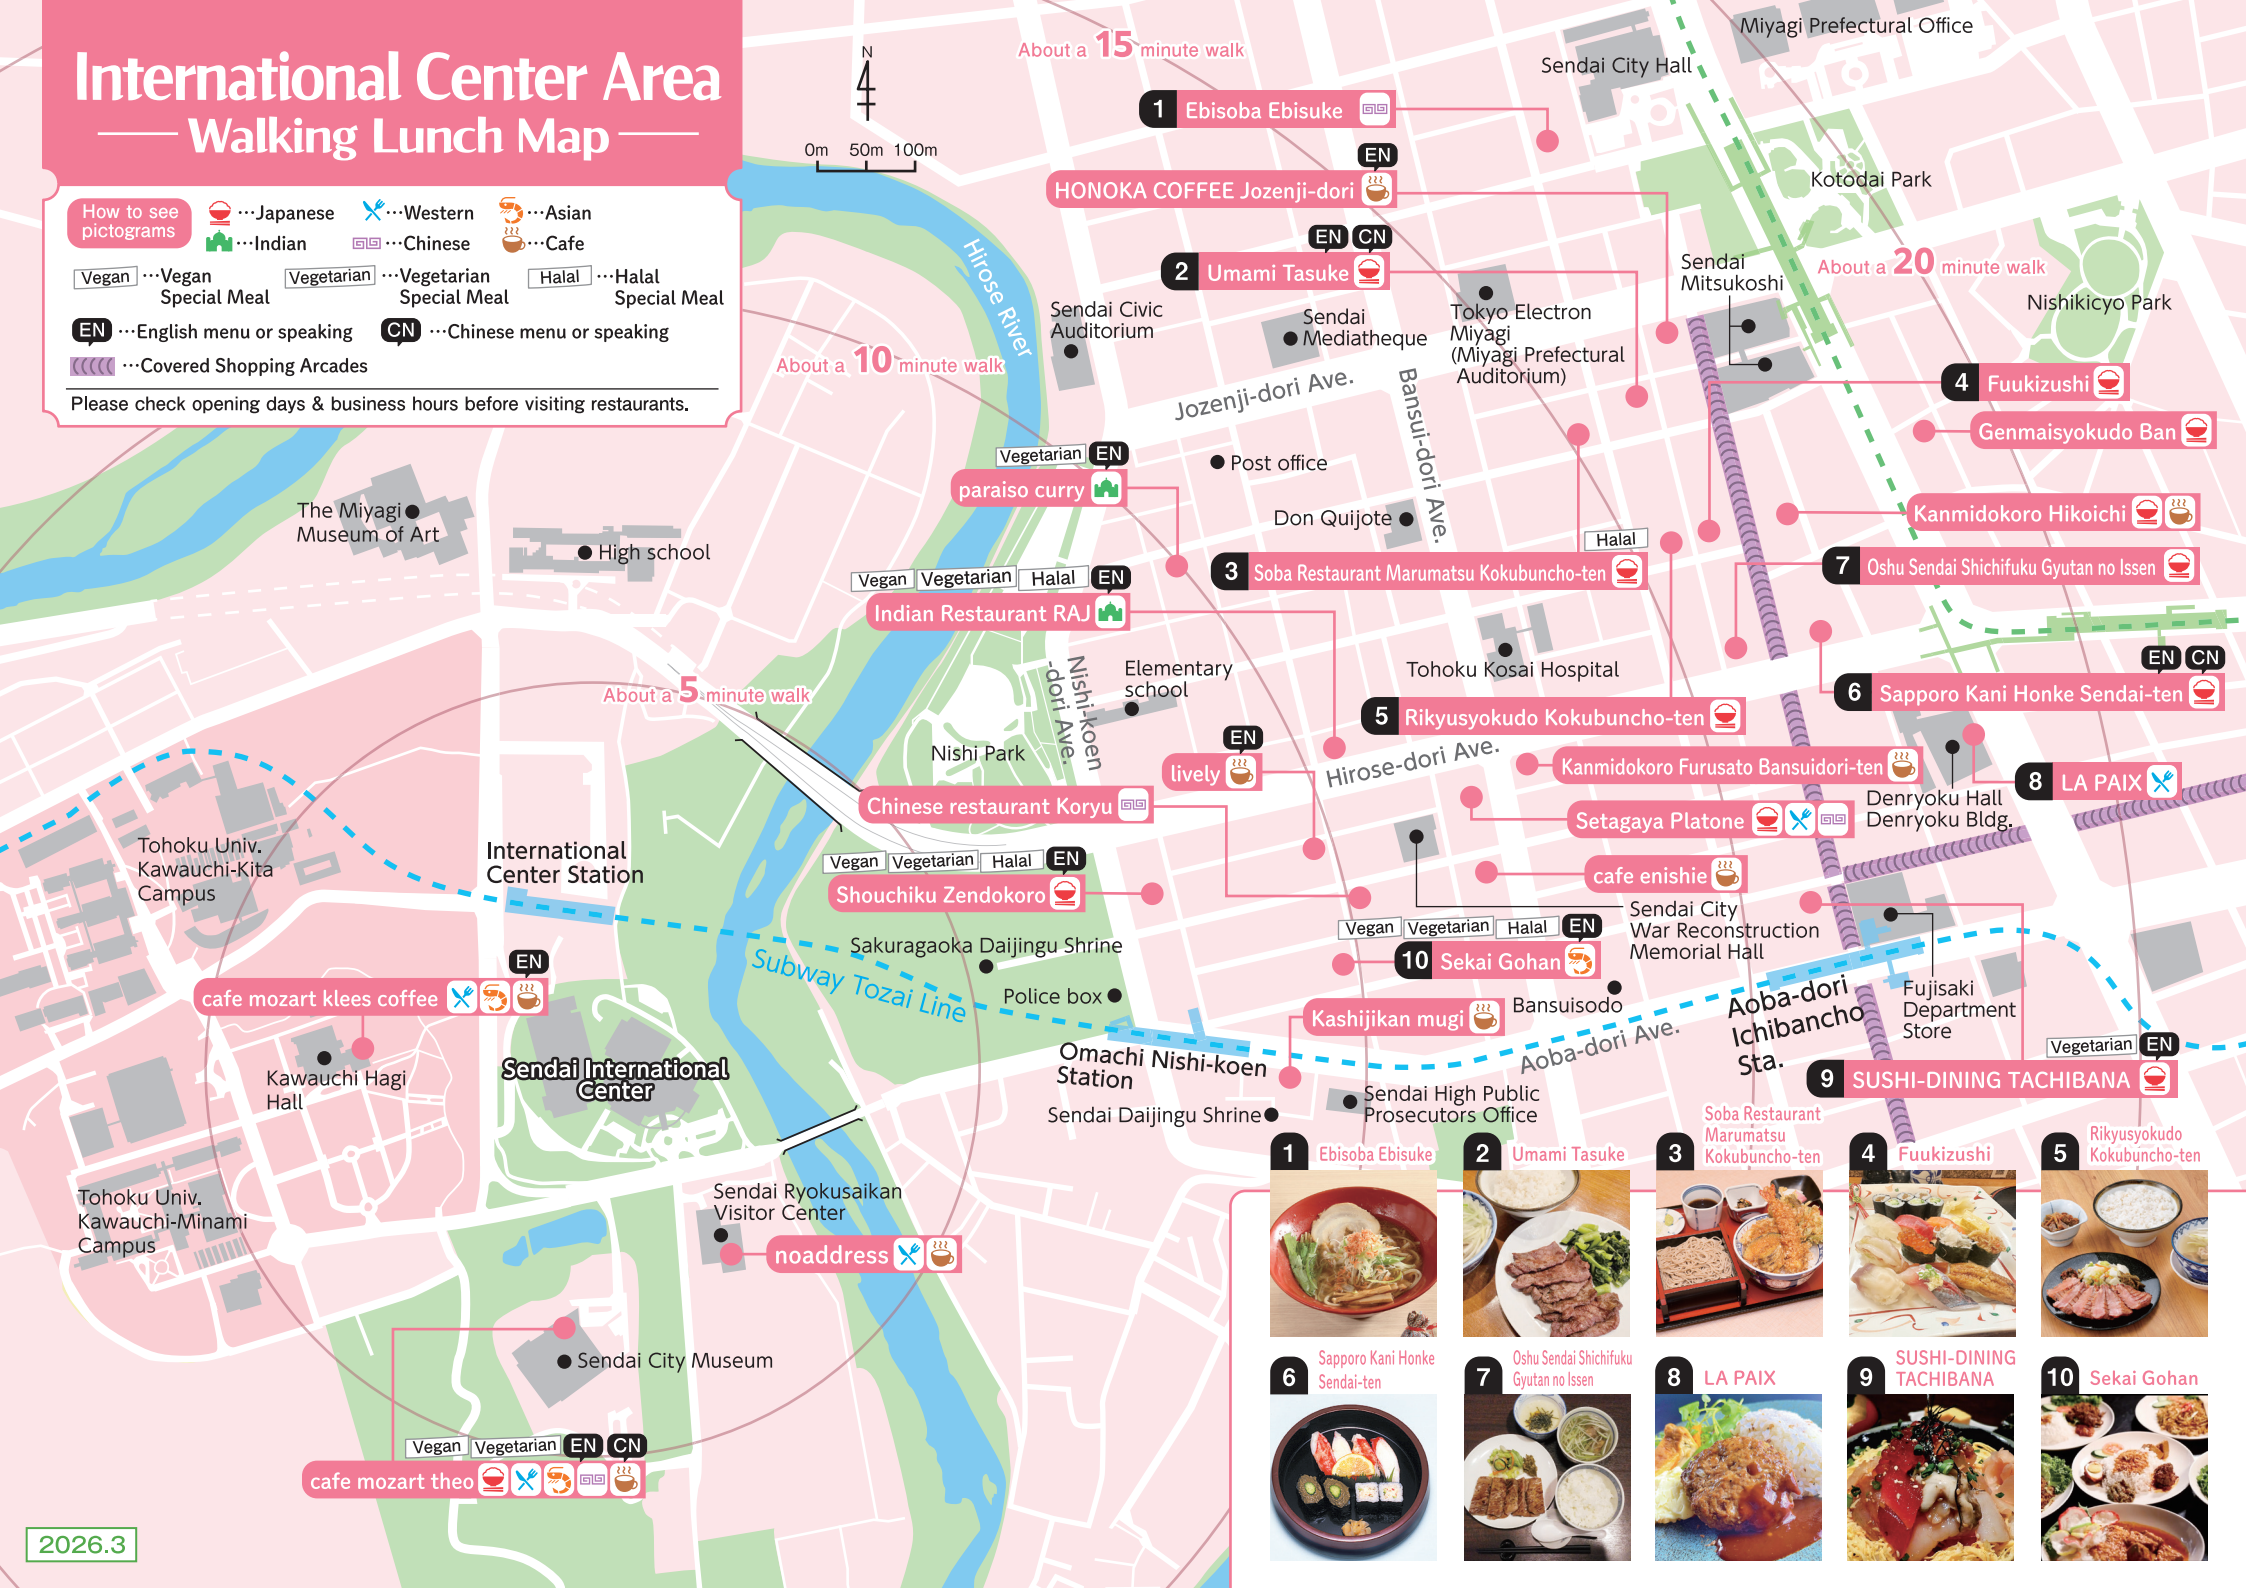 International Center Area
Walking Lunch Map
How to see
pictograms
…Japanese
…Western
…Asian
…Indian
…Chinese
…Cafe
Vegan …Vegan
Special Meal
Vegetarian …Vegetarian
Special Meal
Halal …Halal
Special Meal
EN …English menu or speaking
CN …Chinese menu or speaking
…Covered Shopping Arcades
Please check opening days & business hours before visiting restaurants.
N
0m 50m 100m
About a 15 minute walk
Miyagi Prefectural Office
Sendai City Hall
1 Ebisoba Ebisuke
EN
HONOKA COFFEE Jozenji-dori
Kotodai Park
EN CN
2 Umami Tasuke
Hirose River
Sendai
Mitsukoshi
About a 20 minute walk
Nishikicyo Park
Sendai Civic
Auditorium
Sendai
Mediatheque
Tokyo Electron
Miyagi
(Miyagi Prefectural
Auditorium)
About a 10 minute walk
Jozenji-dori Ave.
Bansui-dori Ave.
4 Fuukizushi
Genmaisyokudo Ban
Vegetarian EN
paraiso curry
Post office
Don Quijote
The Miyagi
Museum of Art
High school
Kanmidokoro Hikoichi
Halal
3 Soba Restaurant Marumatsu Kokubuncho-ten
7 Oshu Sendai Shichifuku Gyutan no Issen
Vegan Vegetarian Halal EN
Indian Restaurant RAJ
Nishi-koen
-dori Ave.
Elementary
school
Tohoku Kosai Hospital
EN CN
6 Sapporo Kani Honke Sendai-ten
About a 5 minute walk
5 Rikyusyokudo Kokubuncho-ten
Nishi Park
EN
lively
Hirose-dori Ave.
Kanmidokoro Furusato Bansuidori-ten
8 LA PAIX
Denryoku Hall
Denryoku Bldg.
Chinese restaurant Koryu
Setagaya Platone
Tohoku Univ.
Kawauchi-Kita
Campus
International
Center Station
Vegan Vegetarian Halal EN
Shouchiku Zendokoro
cafe enishie
Sendai City
War Reconstruction
Memorial Hall
Vegan Vegetarian Halal EN
10 Sekai Gohan
Sakuragaoka Daijingu Shrine
Subway Tozai Line
Police box
EN
cafe mozart klees coffee
Kashijikan mugi
Bansuisodo
Aoba-dori
Ichibancho
Sta.
Fujisaki
Department
Store
Aoba-dori Ave.
Omachi Nishi-koen
Station
Vegetarian EN
9 SUSHI-DINING TACHIBANA
Sendai International
Center
Kawauchi Hagi
Hall
Sendai Daijingu Shrine
Sendai High Public
Prosecutors Office
Tohoku Univ.
Kawauchi-Minami
Campus
Sendai Ryokusaikan
Visitor Center
noaddress
Sendai City Museum
Vegan Vegetarian EN CN
cafe mozart theo
2026.3
1 Ebisoba Ebisuke
2 Umami Tasuke
3 Soba Restaurant
Marumatsu
Kokubuncho-ten
4 Fuukizushi
5 Rikyusyokudo
Kokubuncho-ten
6 Sapporo Kani Honke
Sendai-ten
7 Oshu Sendai Shichifuku
Gyutan no Issen
8 LA PAIX
9 SUSHI-DINING
TACHIBANA
10 Sekai Gohan